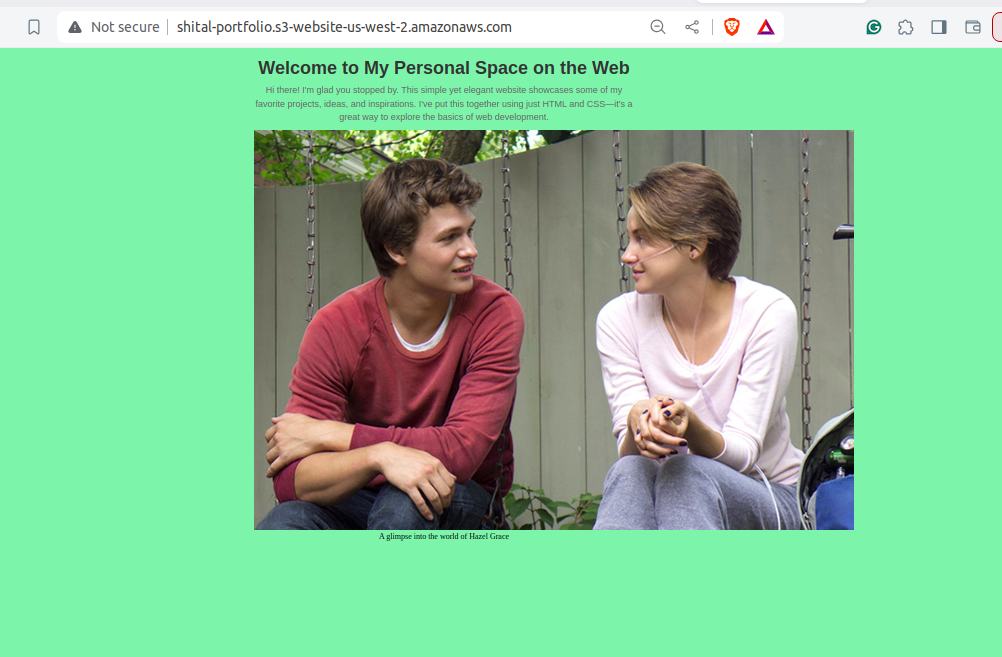 Not secure
shital-portfolio.s3-website-us-west-2.amazonaws.com
Welcome to My Personal Space on the Web
Hi there! I'm glad you stopped by. This simple yet elegant website showcases some of my
favorite projects, ideas, and inspirations. I've put this together using just HTML and CSS—it's a
great way to explore the basics of web development.
A glimpse into the world of Hazel Grace